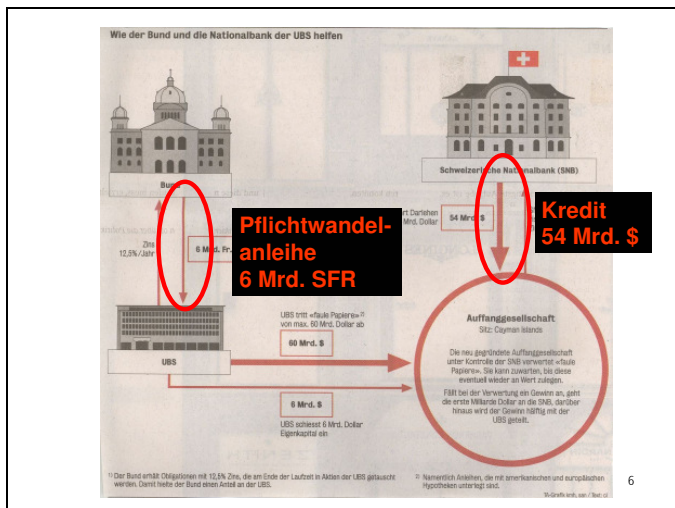 Wie der Bund und die Nationalbank der UBS helfen
Schweizerische Nationalbank (SNB)
Bund
Pflichtwandel-
anleihe
6 Mrd. SFR
Kredit
54 Mrd. $
Zins
12,5%/Jahr
6 Mrd. Fr.
Darlehen
Mrd. Dollar
54 Mrd. $
UBS
UBS tritt «faule Papiere» 2)
von max. 60 Mrd. Dollar ab
60 Mrd. $
6 Mrd. $
UBS schiesst 6 Mrd. Dollar
Eigenkapital ein
Auffanggesellschaft
Sitz: Cayman Islands
Die neu gegründete Auffanggesellschaft
unter Kontrolle der SNB verwertet «faule
Papiere». Sie kann zuwarten, bis diese
eventuell wieder an Wert zulegen.
Fällt bei der Verwertung ein Gewinn an, geht
die erste Milliarde Dollar an die SNB, darüber
hinaus wird der Gewinn hälftig mit der
UBS geteilt.
1) Der Bund erhält Obligationen mit 12,5% Zins, die am Ende der Laufzeit in Aktien der UBS getauscht
werden. Damit hielte der Bund einen Anteil an der UBS.
2) Namentlich Anleihen, die mit amerikanischen und europäischen
Hypotheken unterlegt sind.
6